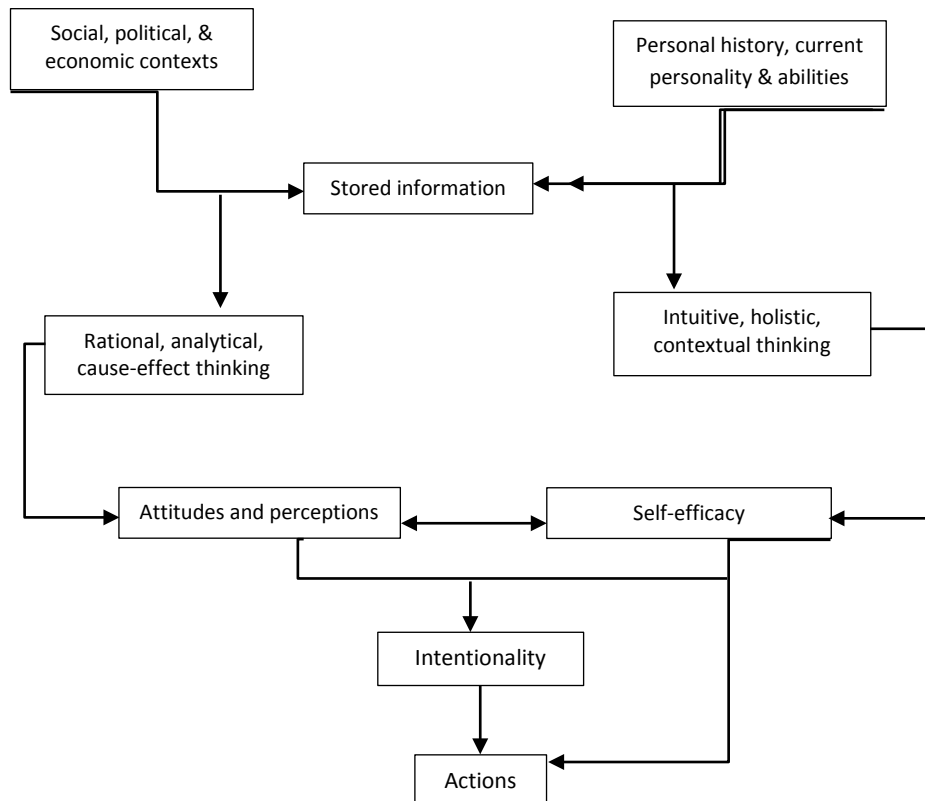 Social, political, &
economic contexts
Personal history, current
personality & abilities
Stored information
Rational, analytical,
cause-effect thinking
Intuitive, holistic,
contextual thinking
Attitudes and perceptions
Self-efficacy
Intentionality
Actions